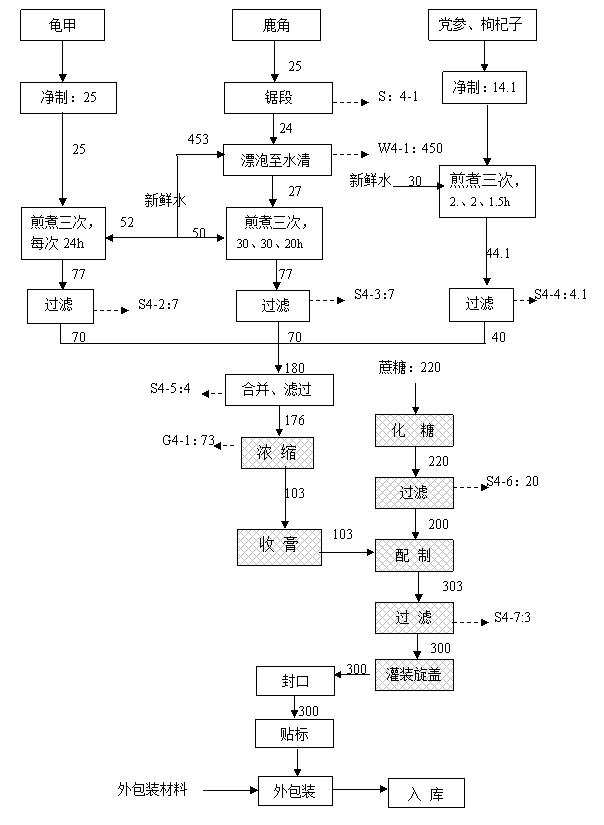 龟甲
鹿角
党参、枸杞子
25
净制：25
锯段
S：4-1
净制：14.1
25
24
453
漂泡至水清
W4-1：450
新鲜水
27
新鲜水
30
煎煮三次，
2、2、1.5h
煎煮三次，
每次 24h
52
50
煎煮三次，
30、30、20h
44.1
77
77
过滤
S4-2:7
过滤
S4-3:7
过滤
S4-4:4.1
70
70
40
180
蔗糖：220
S4-5:4
合并、滤过
176
G4-1:73
浓 缩
化 糖
220
103
过滤
S4-6：20
200
收 膏
103
配 制
303
过 滤
S4-7:3
300
封口
300
灌装旋盖
300
贴标
外包装材料
外包装
入 库